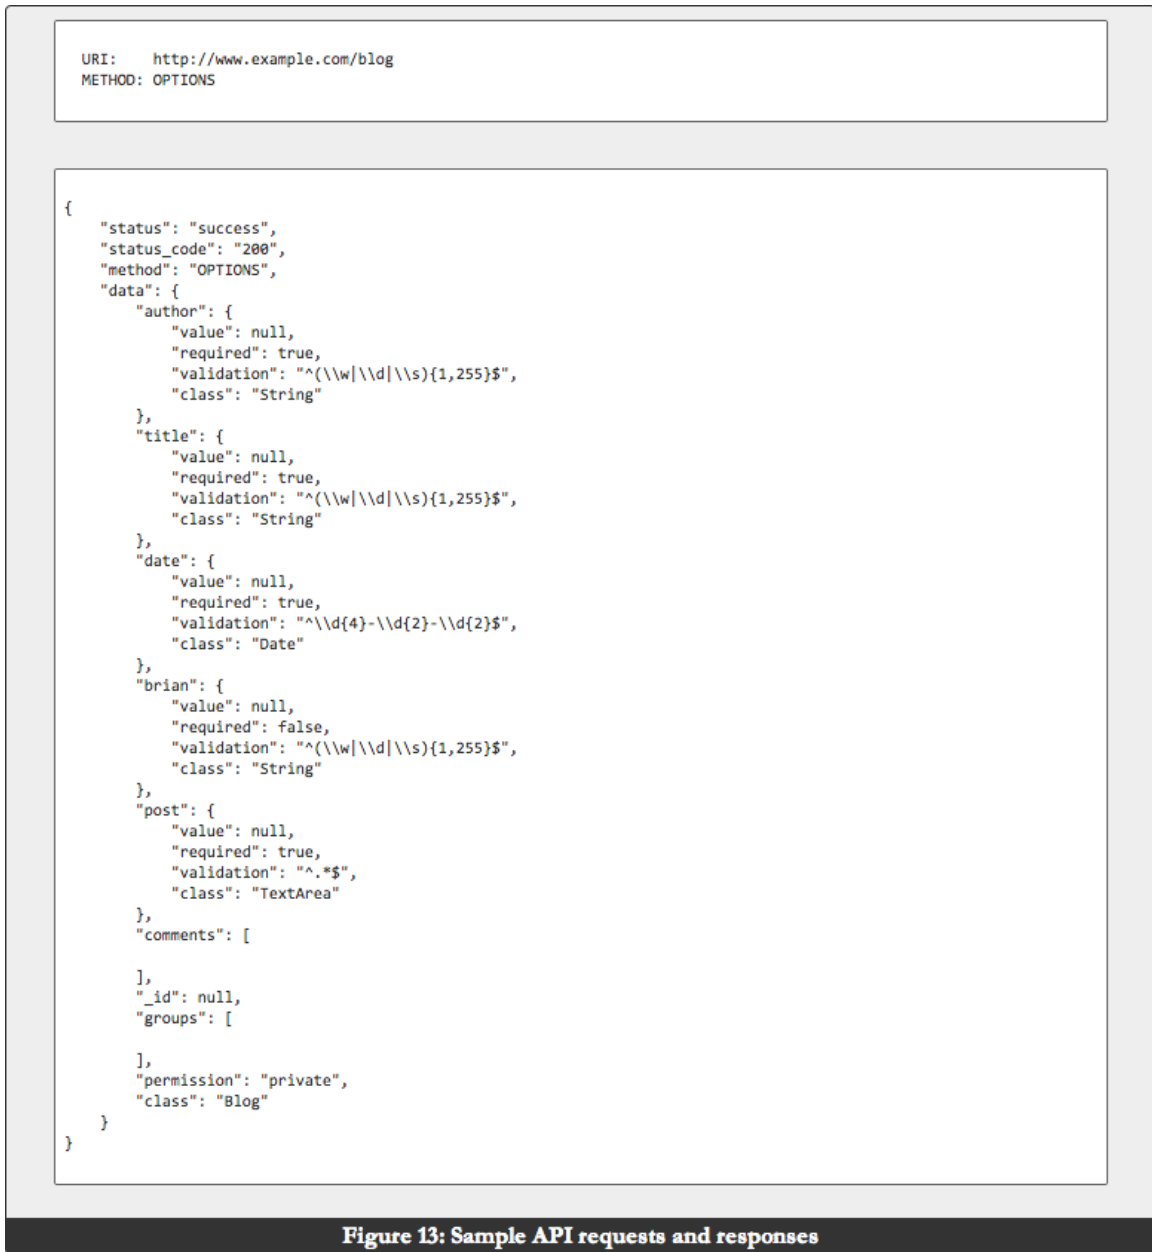 URI:    http://www.example.com/blog
METHOD: OPTIONS
{
    "status": "success",
    "status_code": "200",
    "method": "OPTIONS",
    "data": {
        "author": {
            "value": null,
            "required": true,
            "validation": "^(\\w|\\d|\\s){1,255}$",
            "class": "String"
        },
        "title": {
            "value": null,
            "required": true,
            "validation": "^(\\w|\\d|\\s){1,255}$",
            "class": "String"
        },
        "date": {
            "value": null,
            "required": true,
            "validation": "^\\d{4}-\\d{2}-\\d{2}$",
            "class": "Date"
        },
        "brian": {
            "value": null,
            "required": false,
            "validation": "^(\\w|\\d|\\s){1,255}$",
            "class": "String"
        },
        "post": {
            "value": null,
            "required": true,
            "validation": "^.*$",
            "class": "TextArea"
        },
        "comments": [
        ],
        "_id": null,
        "groups": [
        ],
        "permission": "private",
        "class": "Blog"
    }
}
Figure 13: Sample API requests and responses